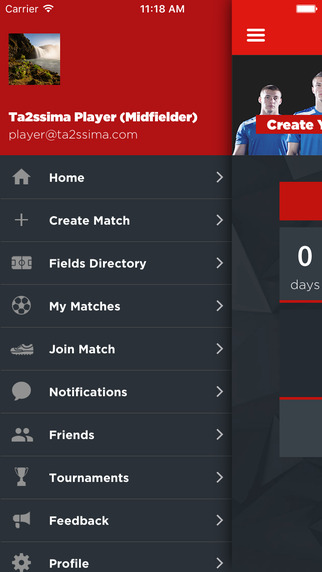 Carrier 11:18 AM
Ta2ssima Player (Midfielder)
player@ta2ssima.com
Home
Create Match
Fields Directory
My Matches
Join Match
Notifications
Friends
Tournaments
Feedback
Profile
Create Y
0
days